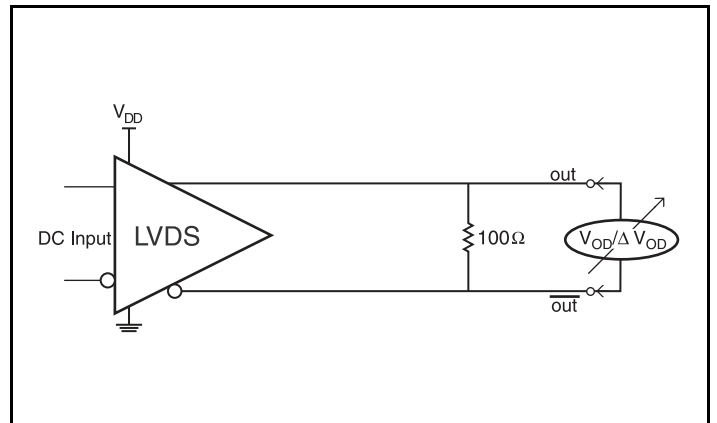 V_DD
out
DC Input
LVDS
100Ω
V_OD/Δ V_OD
out